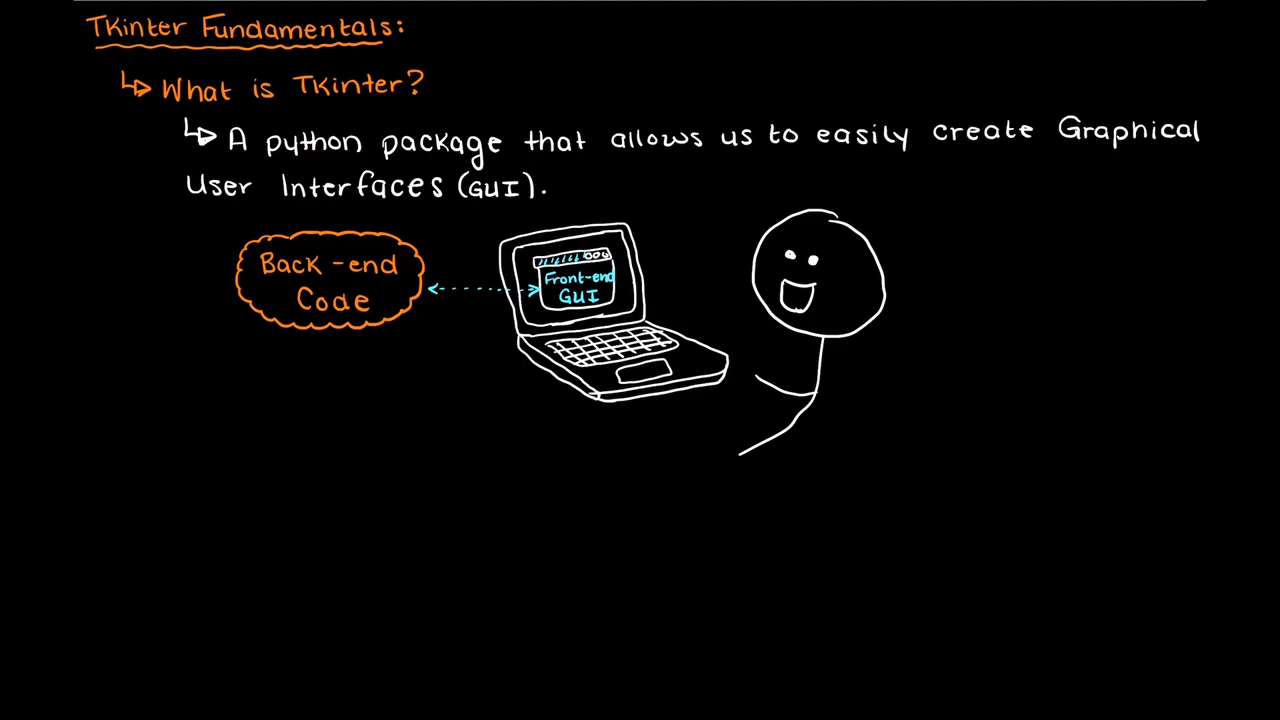 Tkinter Fundamentals:
What is Tkinter?
A python package that allows us to easily create Graphical
User Interfaces (GUI).
Back-end
Code
Front-end
GUI